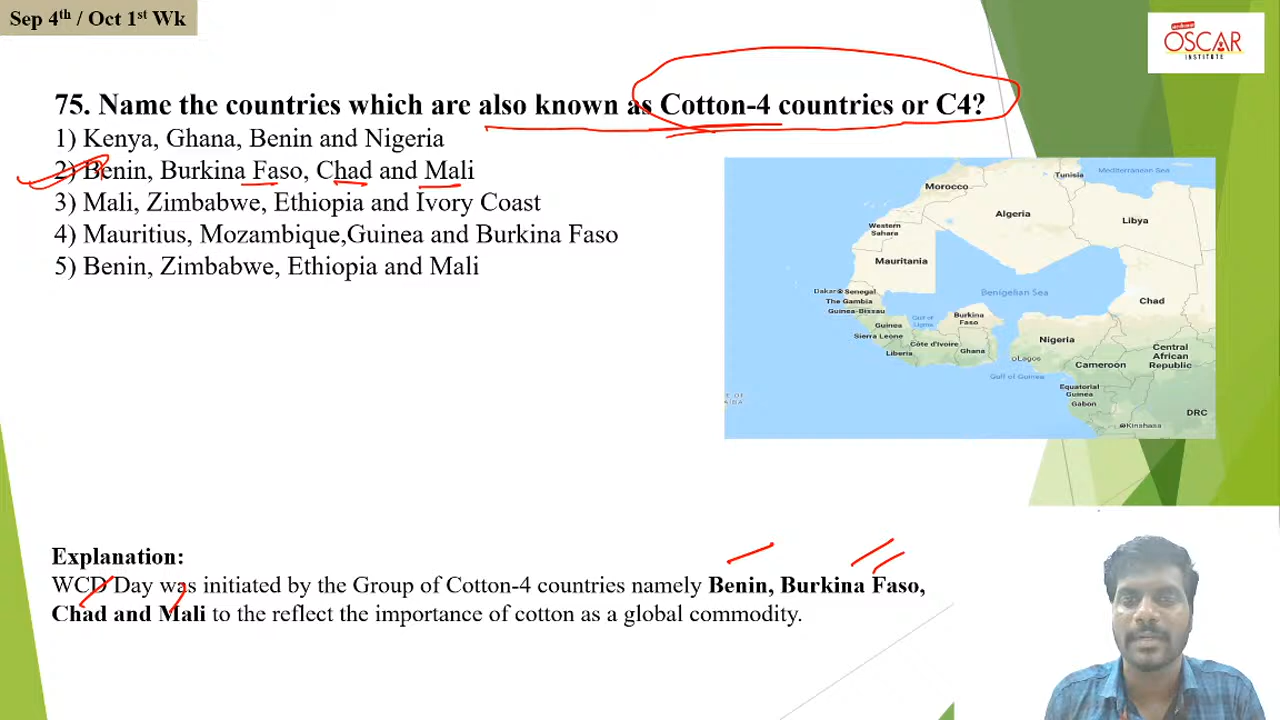 Sep 4th / Oct 1st Wk
OSCAR
INSTITUTE
75. Name the countries which are also known as Cotton-4 countries or C4?
1) Kenya, Ghana, Benin and Nigeria
2) Benin, Burkina Faso, Chad and Mali
3) Mali, Zimbabwe, Ethiopia and Ivory Coast
4) Mauritius, Mozambique,Guinea and Burkina Faso
5) Benin, Zimbabwe, Ethiopia and Mali
Mediterranean Sea
Tunisia
Morocco
Algeria
Libya
Western
Sahara
Mauritania
Benigelian Sea
Dakar Senegal
The Gambia
Guinea-Bissau
Chad
Burkina
Faso
Gulf of
Guinea
Sierra Leone
Côte d'Ivoire
Liberia
Ghana
Nigeria
Lagos
Central
African
Republic
Cameroon
Gulf of Guinea
Equatorial
Guinea
Gabon
DRC
Kinshasa
Explanation:
WCD Day was initiated by the Group of Cotton-4 countries namely Benin, Burkina Faso,
Chad and Mali to the reflect the importance of cotton as a global commodity.